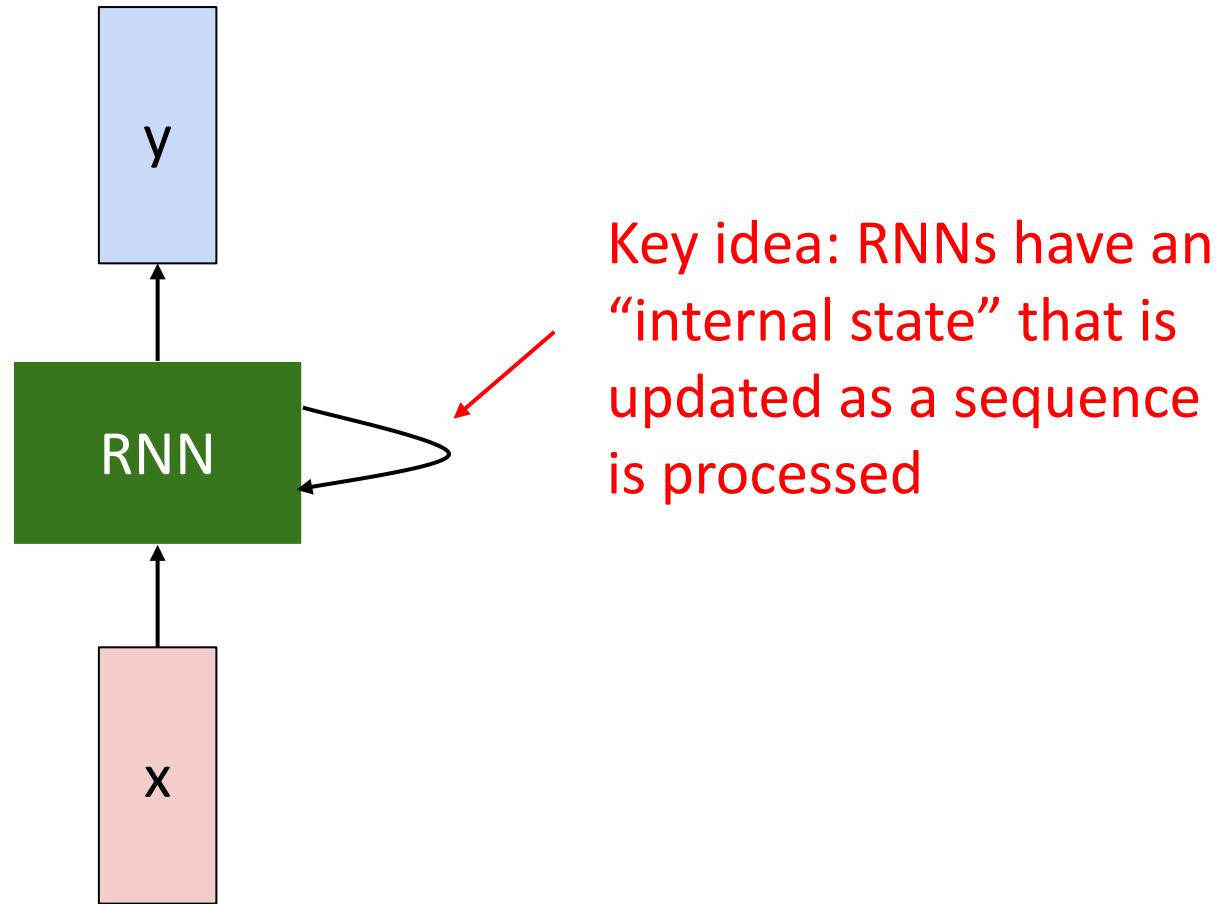 y
Key idea: RNNs have an
“internal state” that is
updated as a sequence
is processed
RNN
x